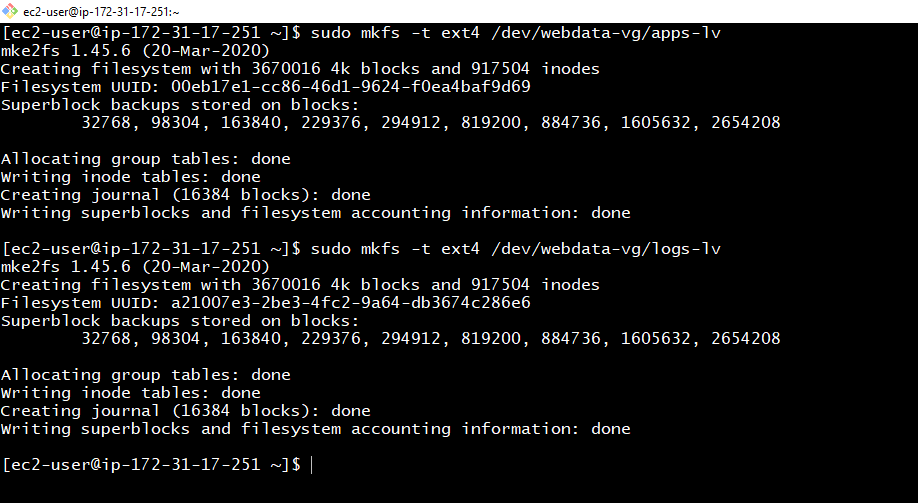 ec2-user@ip-172-31-17-251:~
[ec2-user@ip-172-31-17-251 ~]$ sudo mkfs -t ext4 /dev/webdata-vg/apps-lv
mke2fs 1.45.6 (20-Mar-2020)
Creating filesystem with 3670016 4k blocks and 917504 inodes
Filesystem UUID: 00eb17e1-cc86-46d1-9624-f0ea4baf9d69
Superblock backups stored on blocks:
        32768, 98304, 163840, 229376, 294912, 819200, 884736, 1605632, 2654208
Allocating group tables: done
Writing inode tables: done
Creating journal (16384 blocks): done
Writing superblocks and filesystem accounting information: done
[ec2-user@ip-172-31-17-251 ~]$ sudo mkfs -t ext4 /dev/webdata-vg/logs-lv
mke2fs 1.45.6 (20-Mar-2020)
Creating filesystem with 3670016 4k blocks and 917504 inodes
Filesystem UUID: a21007e3-2be3-4fc2-9a64-db3674c286e6
Superblock backups stored on blocks:
        32768, 98304, 163840, 229376, 294912, 819200, 884736, 1605632, 2654208
Allocating group tables: done
Writing inode tables: done
Creating journal (16384 blocks): done
Writing superblocks and filesystem accounting information: done
[ec2-user@ip-172-31-17-251 ~]$